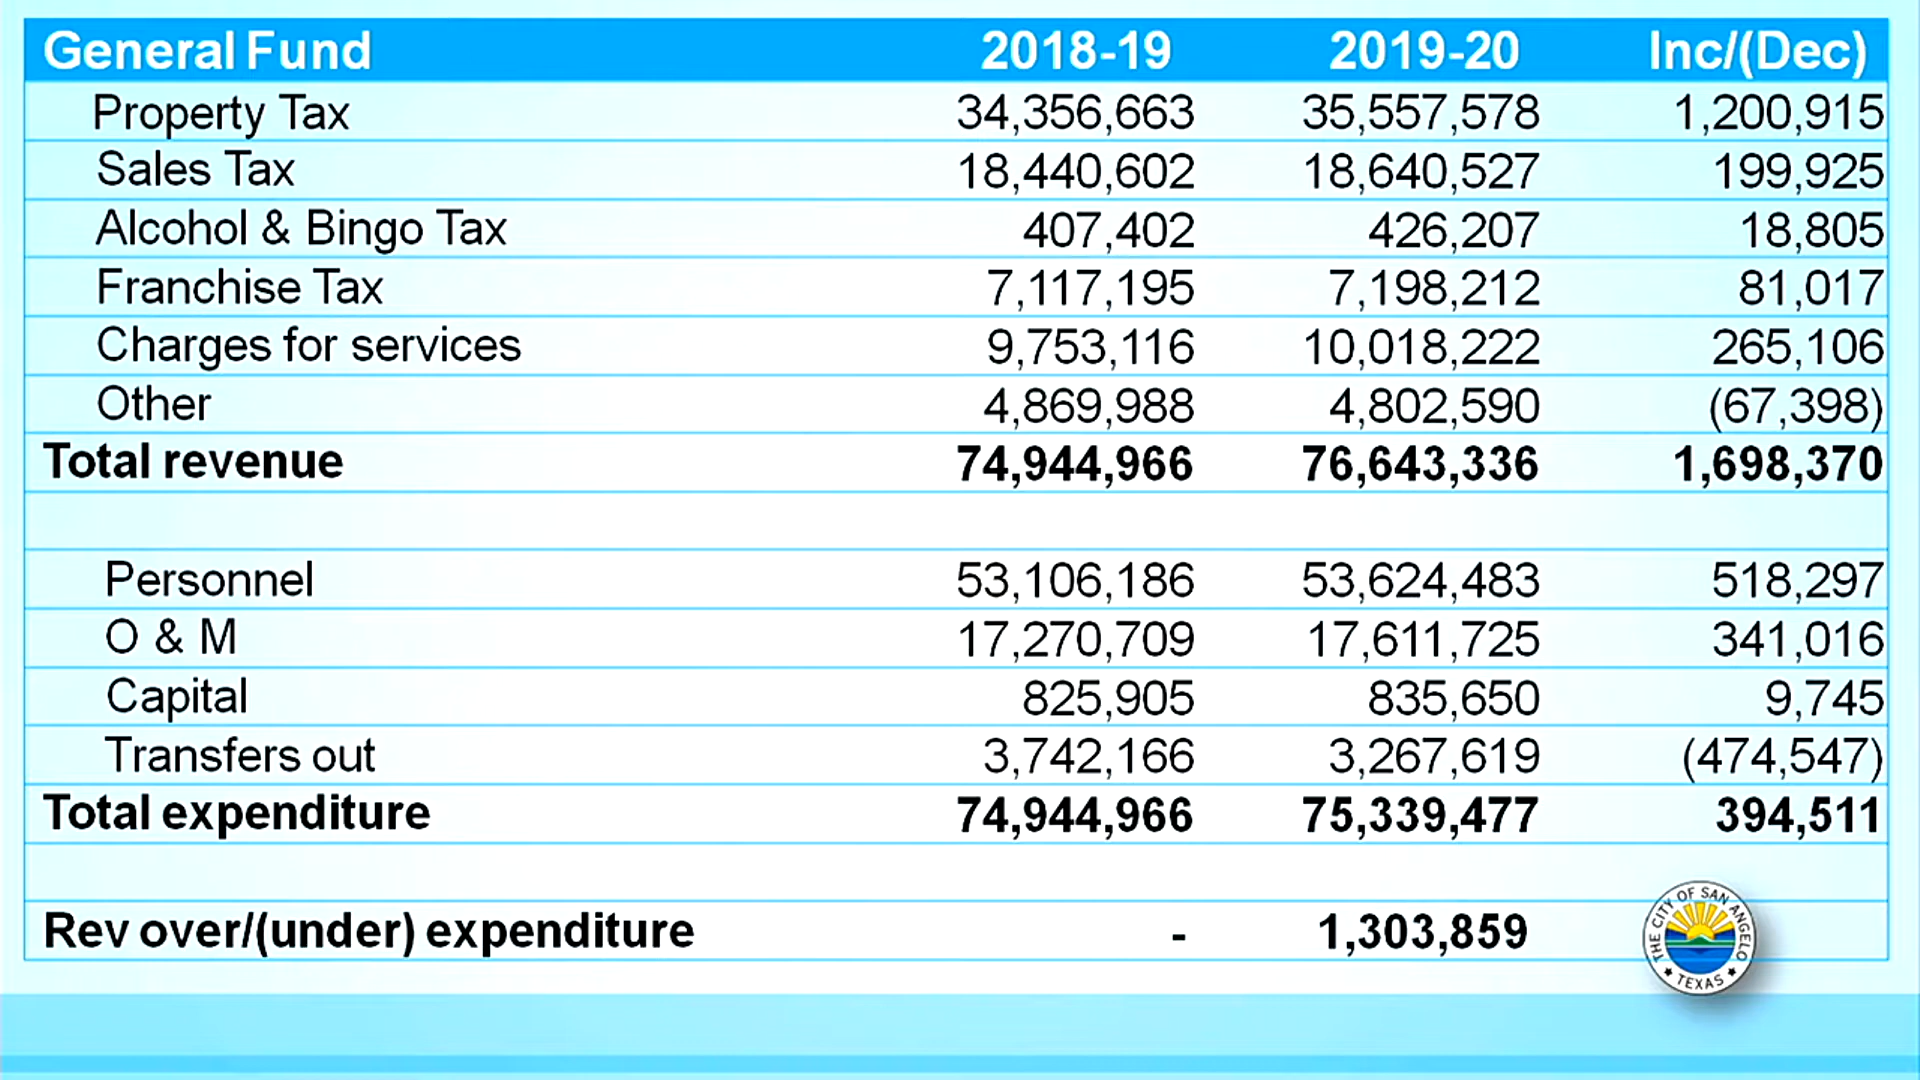 General Fund 2018-19 2019-20 Inc/(Dec)
Property Tax 34,356,663 35,557,578 1,200,915
Sales Tax 18,440,602 18,640,527 199,925
Alcohol & Bingo Tax 407,402 426,207 18,805
Franchise Tax 7,117,195 7,198,212 81,017
Charges for services 9,753,116 10,018,222 265,106
Other 4,869,988 4,802,590 (67,398)
Total revenue 74,944,966 76,643,336 1,698,370
Personnel 53,106,186 53,624,483 518,297
O & M 17,270,709 17,611,725 341,016
Capital 825,905 835,650 9,745
Transfers out 3,742,166 3,267,619 (474,547)
Total expenditure 74,944,966 75,339,477 394,511
Rev over/(under) expenditure - 1,303,859
THE CITY OF SAN ANGELO
TEXAS